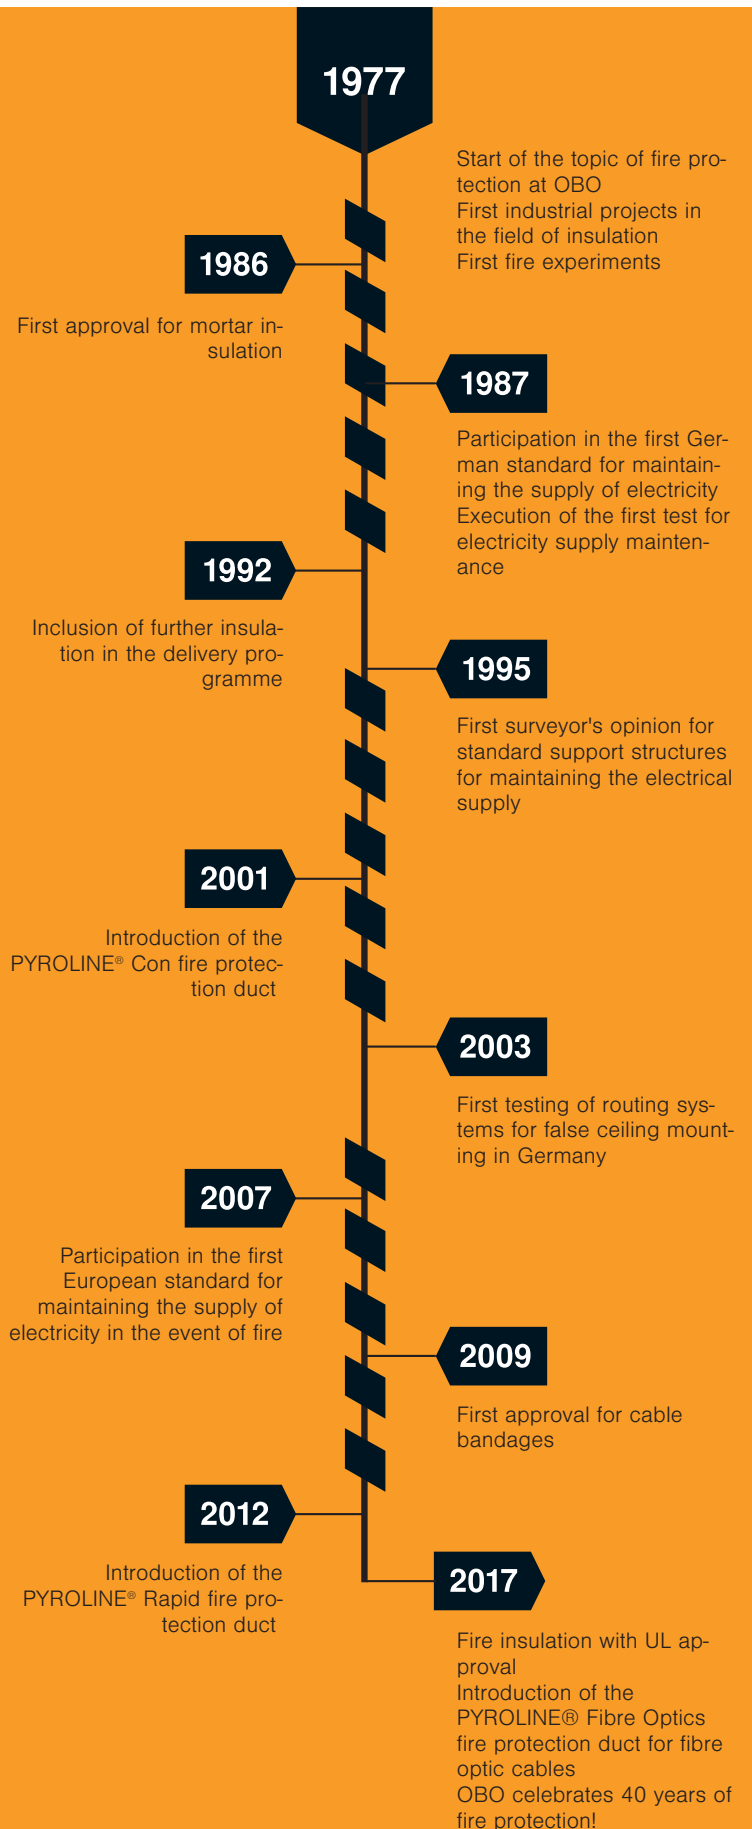 1977
Start of the topic of fire pro-
tection at OBO
First industrial projects in
the field of insulation
First fire experiments
1986
First approval for mortar in-
sulation
1987
Participation in the first Ger-
man standard for maintain-
ing the supply of electricity
Execution of the first test for
electricity supply mainten-
ance
1992
Inclusion of further insula-
tion in the delivery pro-
gramme
1995
First surveyor's opinion for
standard support structures
for maintaining the electrical
supply
2001
Introduction of the
PYROLINE® Con fire protec-
tion duct
2003
First testing of routing sys-
tems for false ceiling mount-
ing in Germany
2007
Participation in the first
European standard for
maintaining the supply of
electricity in the event of fire
2009
First approval for cable
bandages
2012
Introduction of the
PYROLINE® Rapid fire pro-
tection duct
2017
Fire insulation with UL ap-
proval
Introduction of the
PYROLINE® Fibre Optics
fire protection duct for fibre
optic cables
OBO celebrates 40 years of
fire protection!